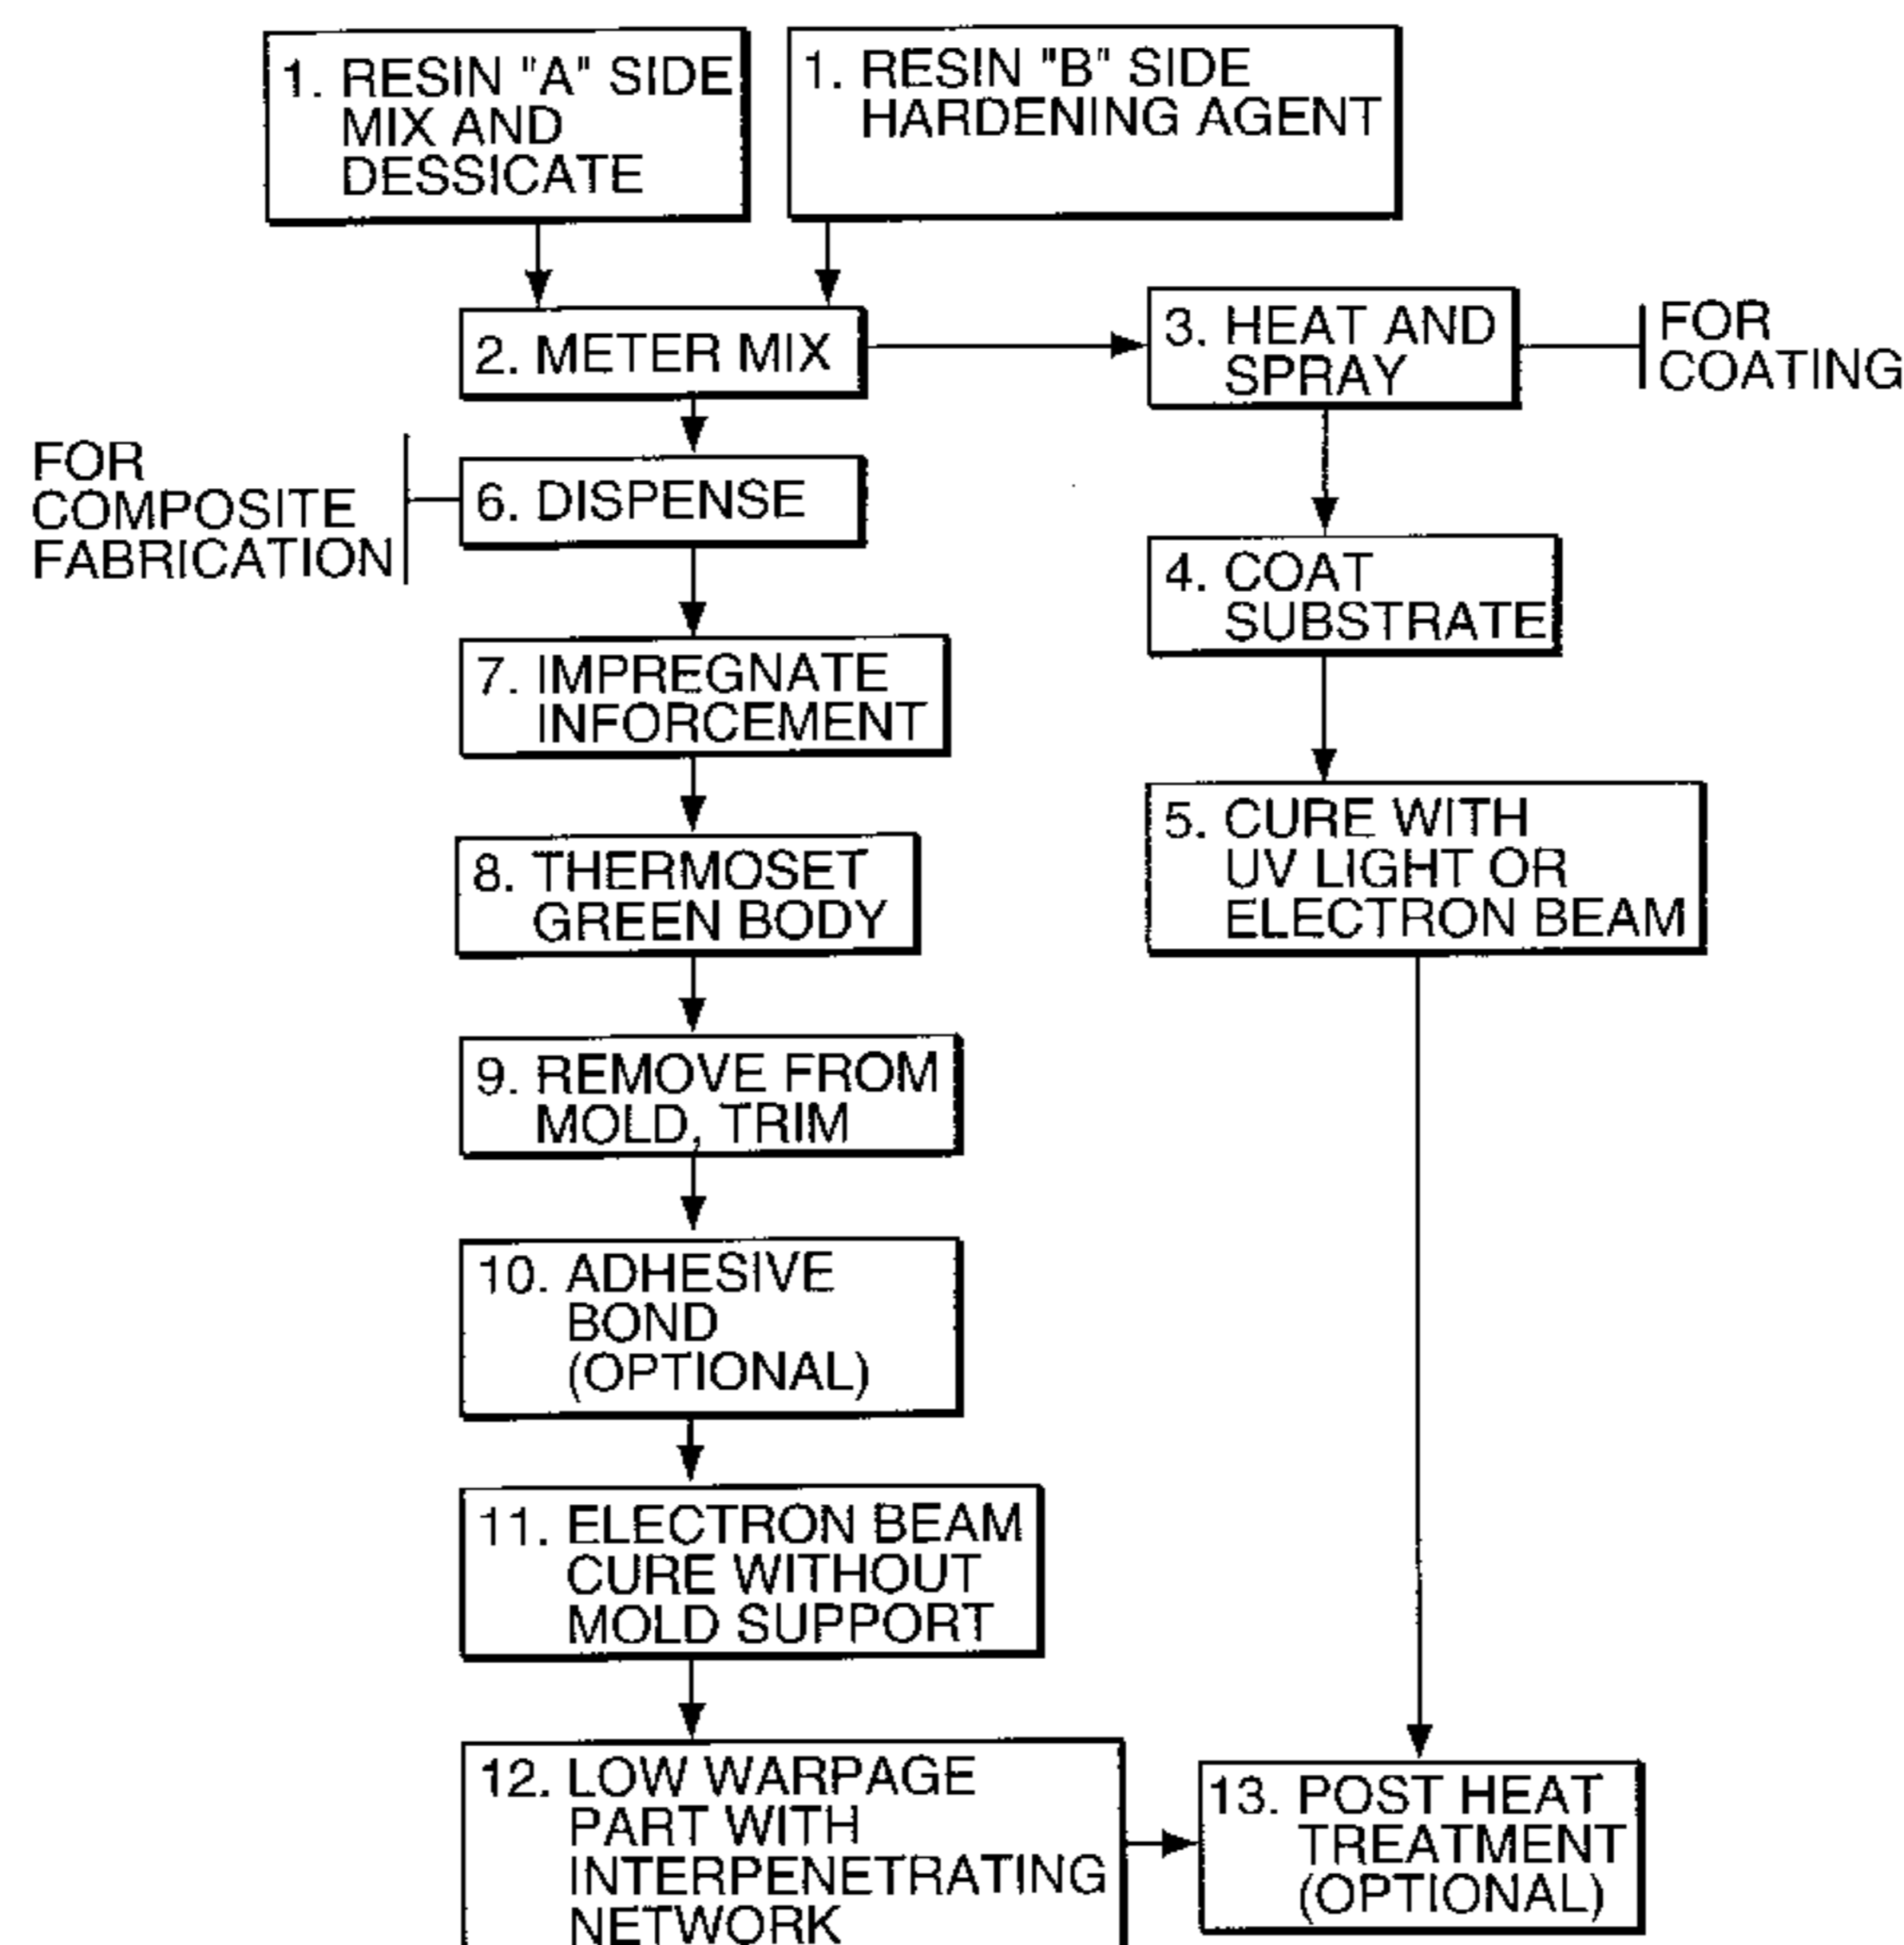 1. RESIN "A" SIDE
MIX AND
DESSICATE
1. RESIN "B" SIDE
HARDENING AGENT
2. METER MIX
3. HEAT AND
SPRAY
FOR
COATING
FOR
COMPOSITE
FABRICATION
6. DISPENSE
4. COAT
SUBSTRATE
7. IMPREGNATE
INFORCEMENT
5. CURE WITH
UV LIGHT OR
ELECTRON BEAM
8. THERMOSET
GREEN BODY
9. REMOVE FROM
MOLD, TRIM
10. ADHESIVE
BOND
(OPTIONAL)
11. ELECTRON BEAM
CURE WITHOUT
MOLD SUPPORT
12. LOW WARPAGE
PART WITH
INTERPENETRATING
NETWORK
13. POST HEAT
TREATMENT
(OPTIONAL)